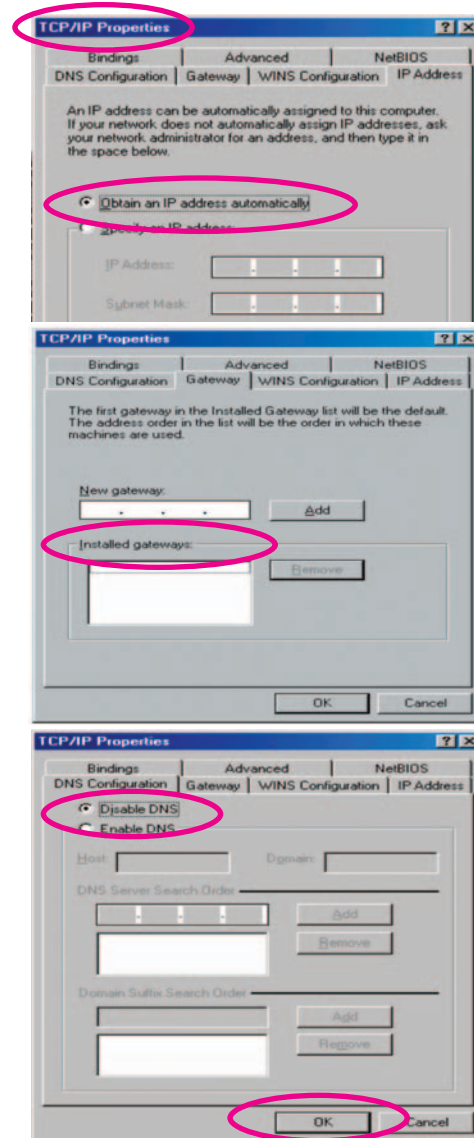 TCP/IP Properties
Bindings Advanced NetBIOS
DNS Configuration Gateway WINS Configuration IP Address
An IP address can be automatically assigned to this computer.
If your network does not automatically assign IP addresses, ask
your network administrator for an address, and then type it in
the space below.
Obtain an IP address automatically
Specify an IP address:
IP Address:
Subnet Mask:
TCP/IP Properties
Bindings Advanced NetBIOS
DNS Configuration Gateway WINS Configuration IP Address
The first gateway in the Installed Gateway list will be the default.
The address order in the list will be the order in which these
machines are used.
New gateway:
Add
Installed gateways:
Remove
OK Cancel
TCP/IP Properties
Bindings Advanced NetBIOS
DNS Configuration Gateway WINS Configuration IP Address
Disable DNS
Enable DNS
Host: Domain:
DNS Server Search Order
Add
Remove
Domain Suffix Search Order
Add
Remove
OK Cancel